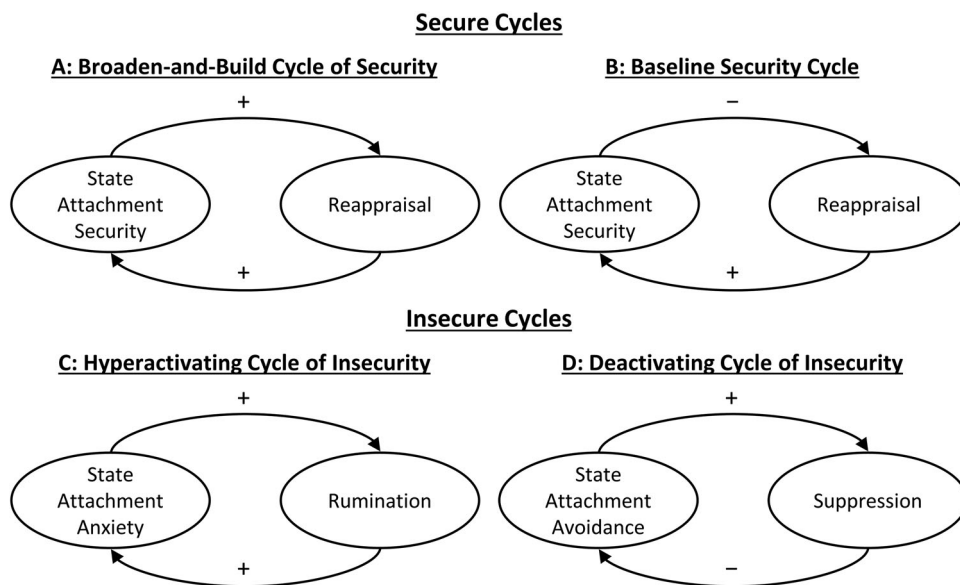 Secure Cycles
A: Broaden-and-Build Cycle of Security
+
State
Attachment
Security
Reappraisal
+
B: Baseline Security Cycle
−
State
Attachment
Security
Reappraisal
+
Insecure Cycles
C: Hyperactivating Cycle of Insecurity
+
State
Attachment
Anxiety
Rumination
+
D: Deactivating Cycle of Insecurity
+
State
Attachment
Avoidance
Suppression
−